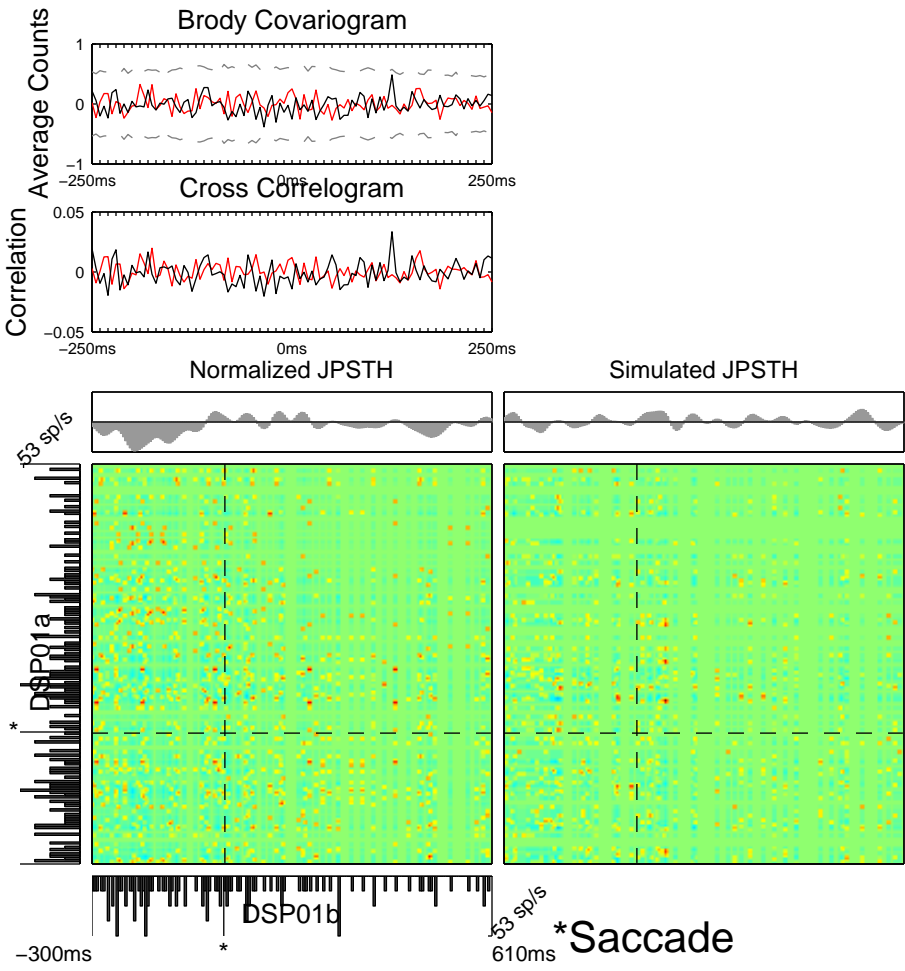 Brody Covariogram
Average Counts
1
0
−1
−250ms
0ms
250ms
Cross Correlogram
Correlation
0.05
0
−0.05
−250ms
0ms
250ms
Normalized JPSTH
Simulated JPSTH
53 sp/s
DSP01a
*
DSP01b
53 sp/s
−300ms
*
610ms
*Saccade